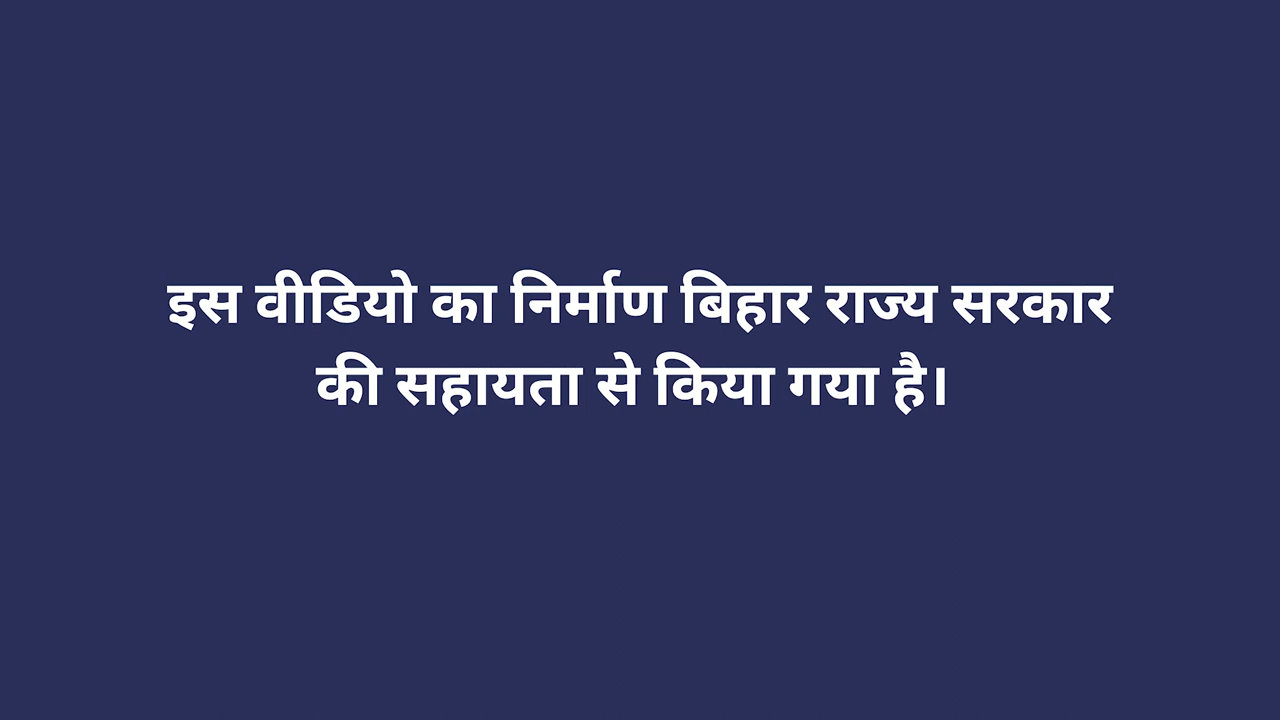 इस वीडियो का निर्माण बिहार राज्य सरकार
की सहायता से किया गया है।